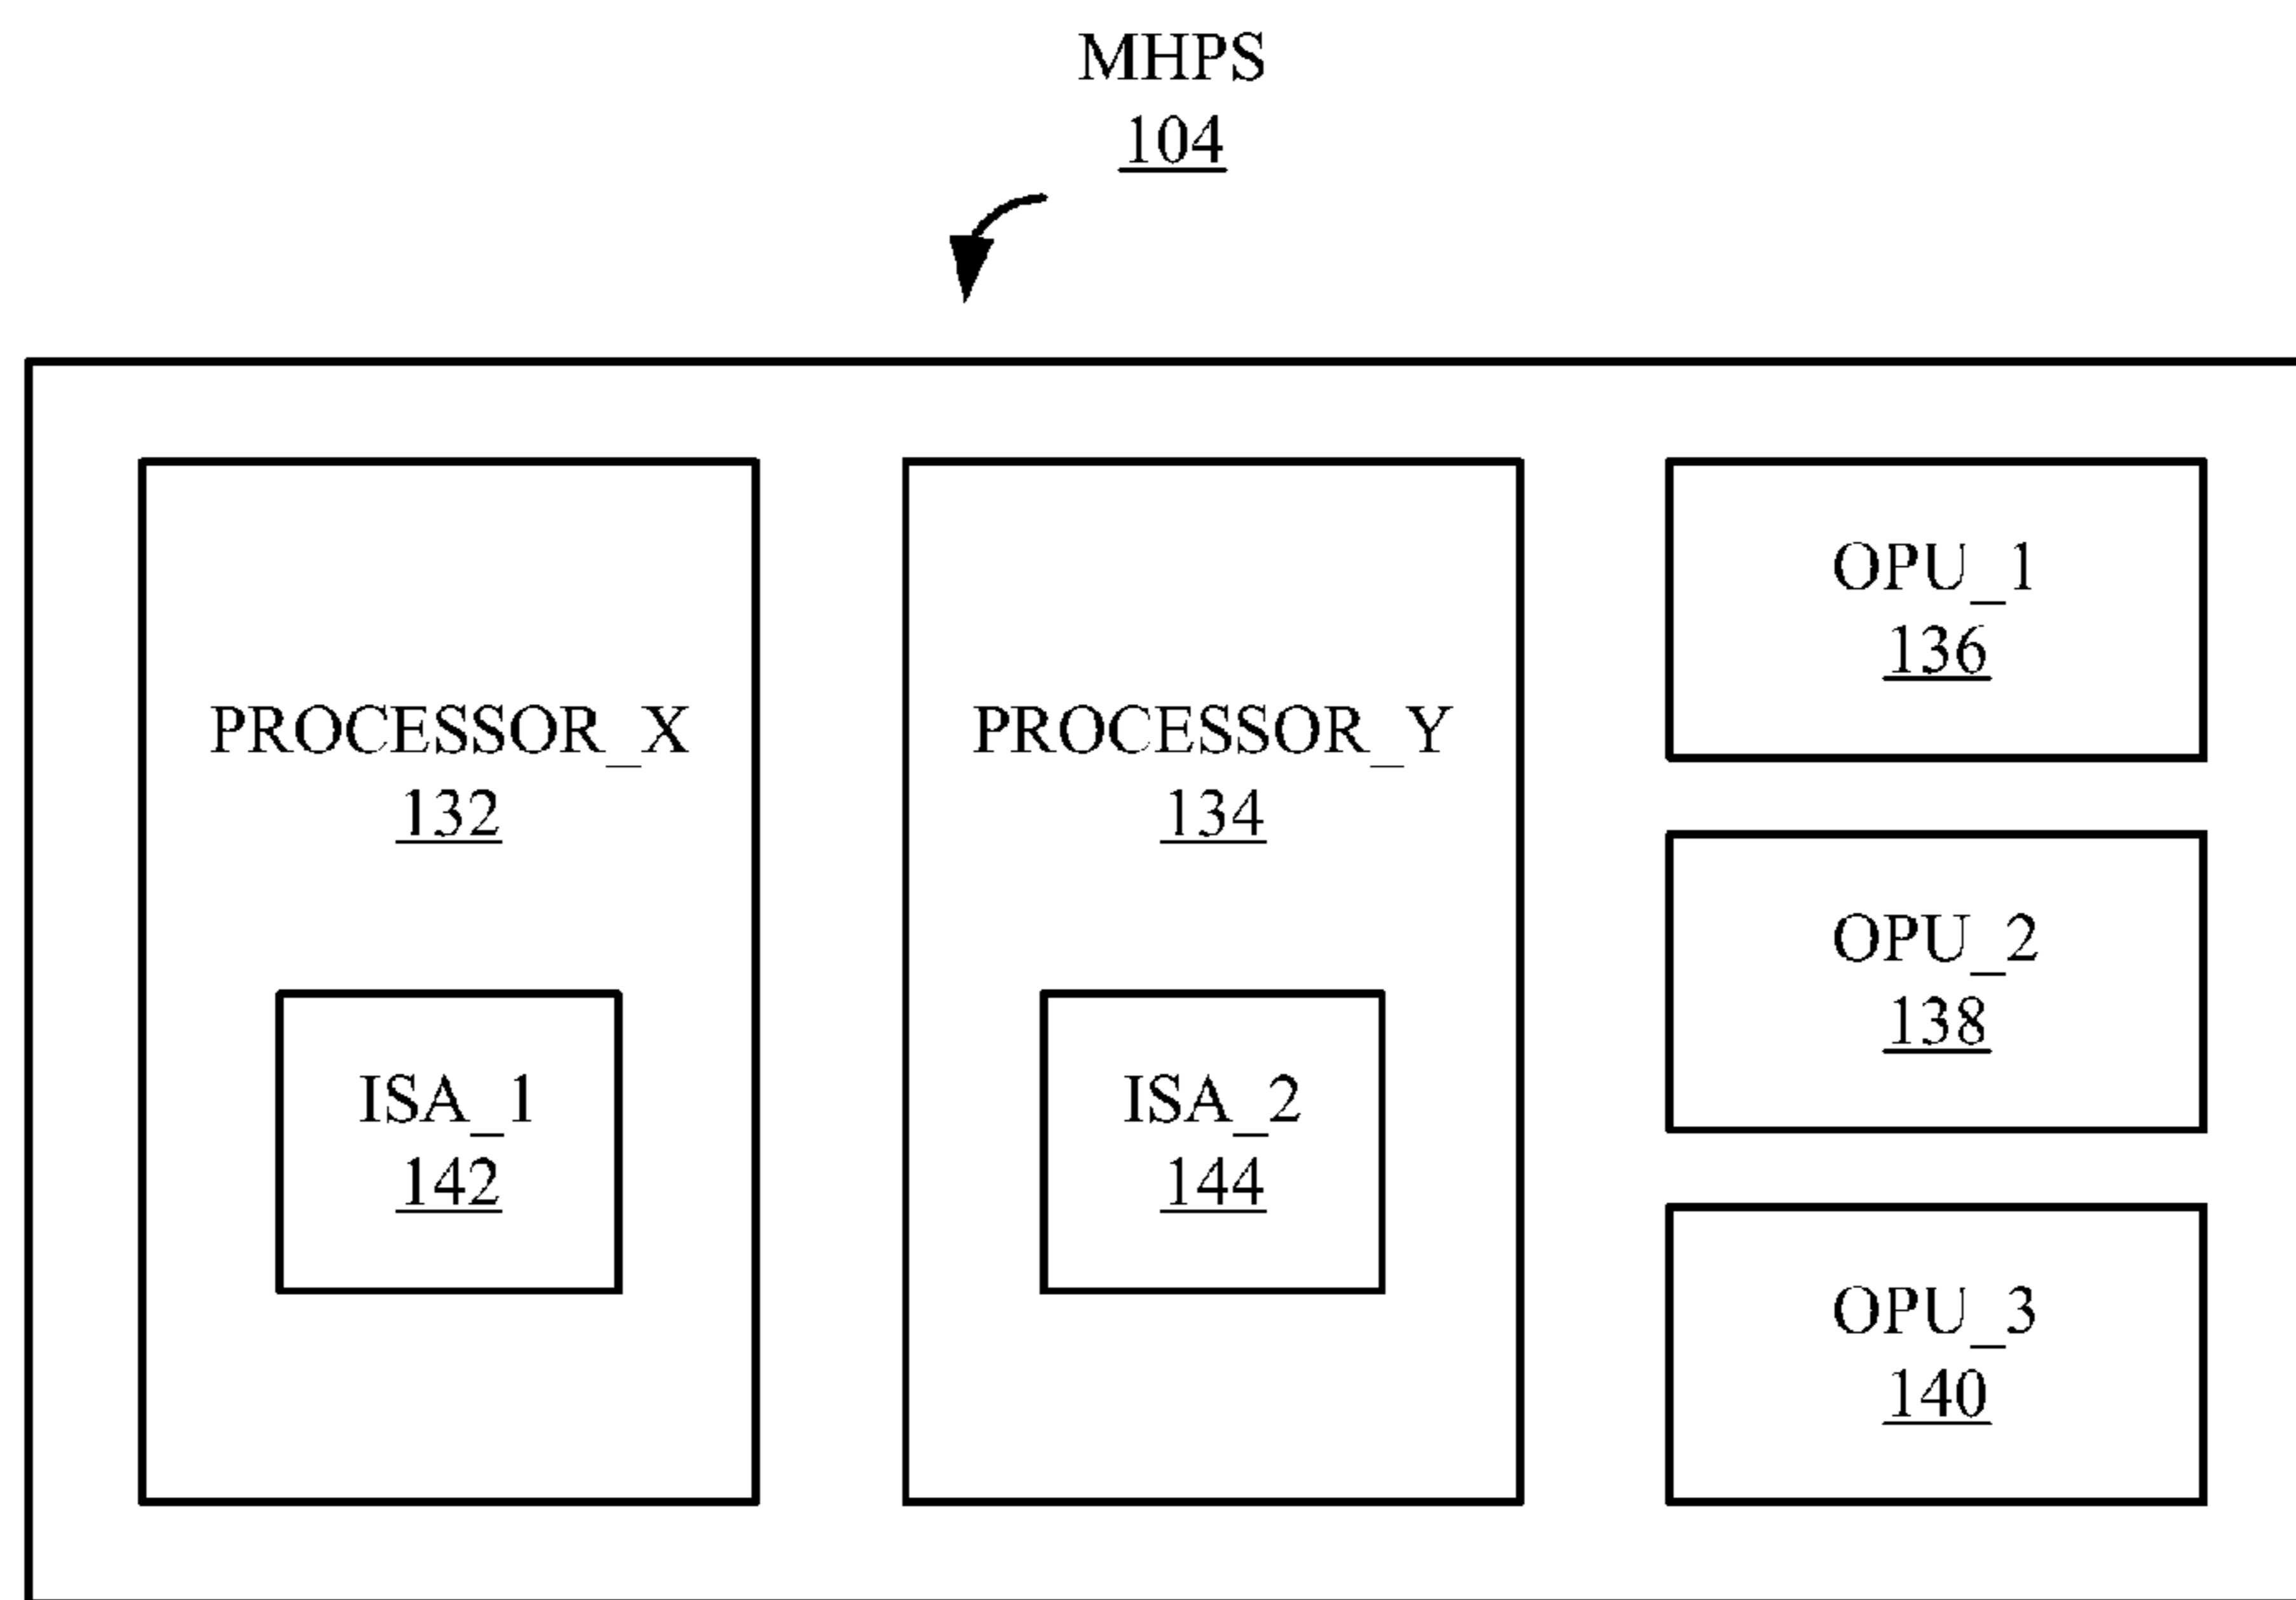 MHPS
104
PROCESSOR_X
132
ISA_1
142
PROCESSOR_Y
134
ISA_2
144
OPU_1
136
OPU_2
138
OPU_3
140